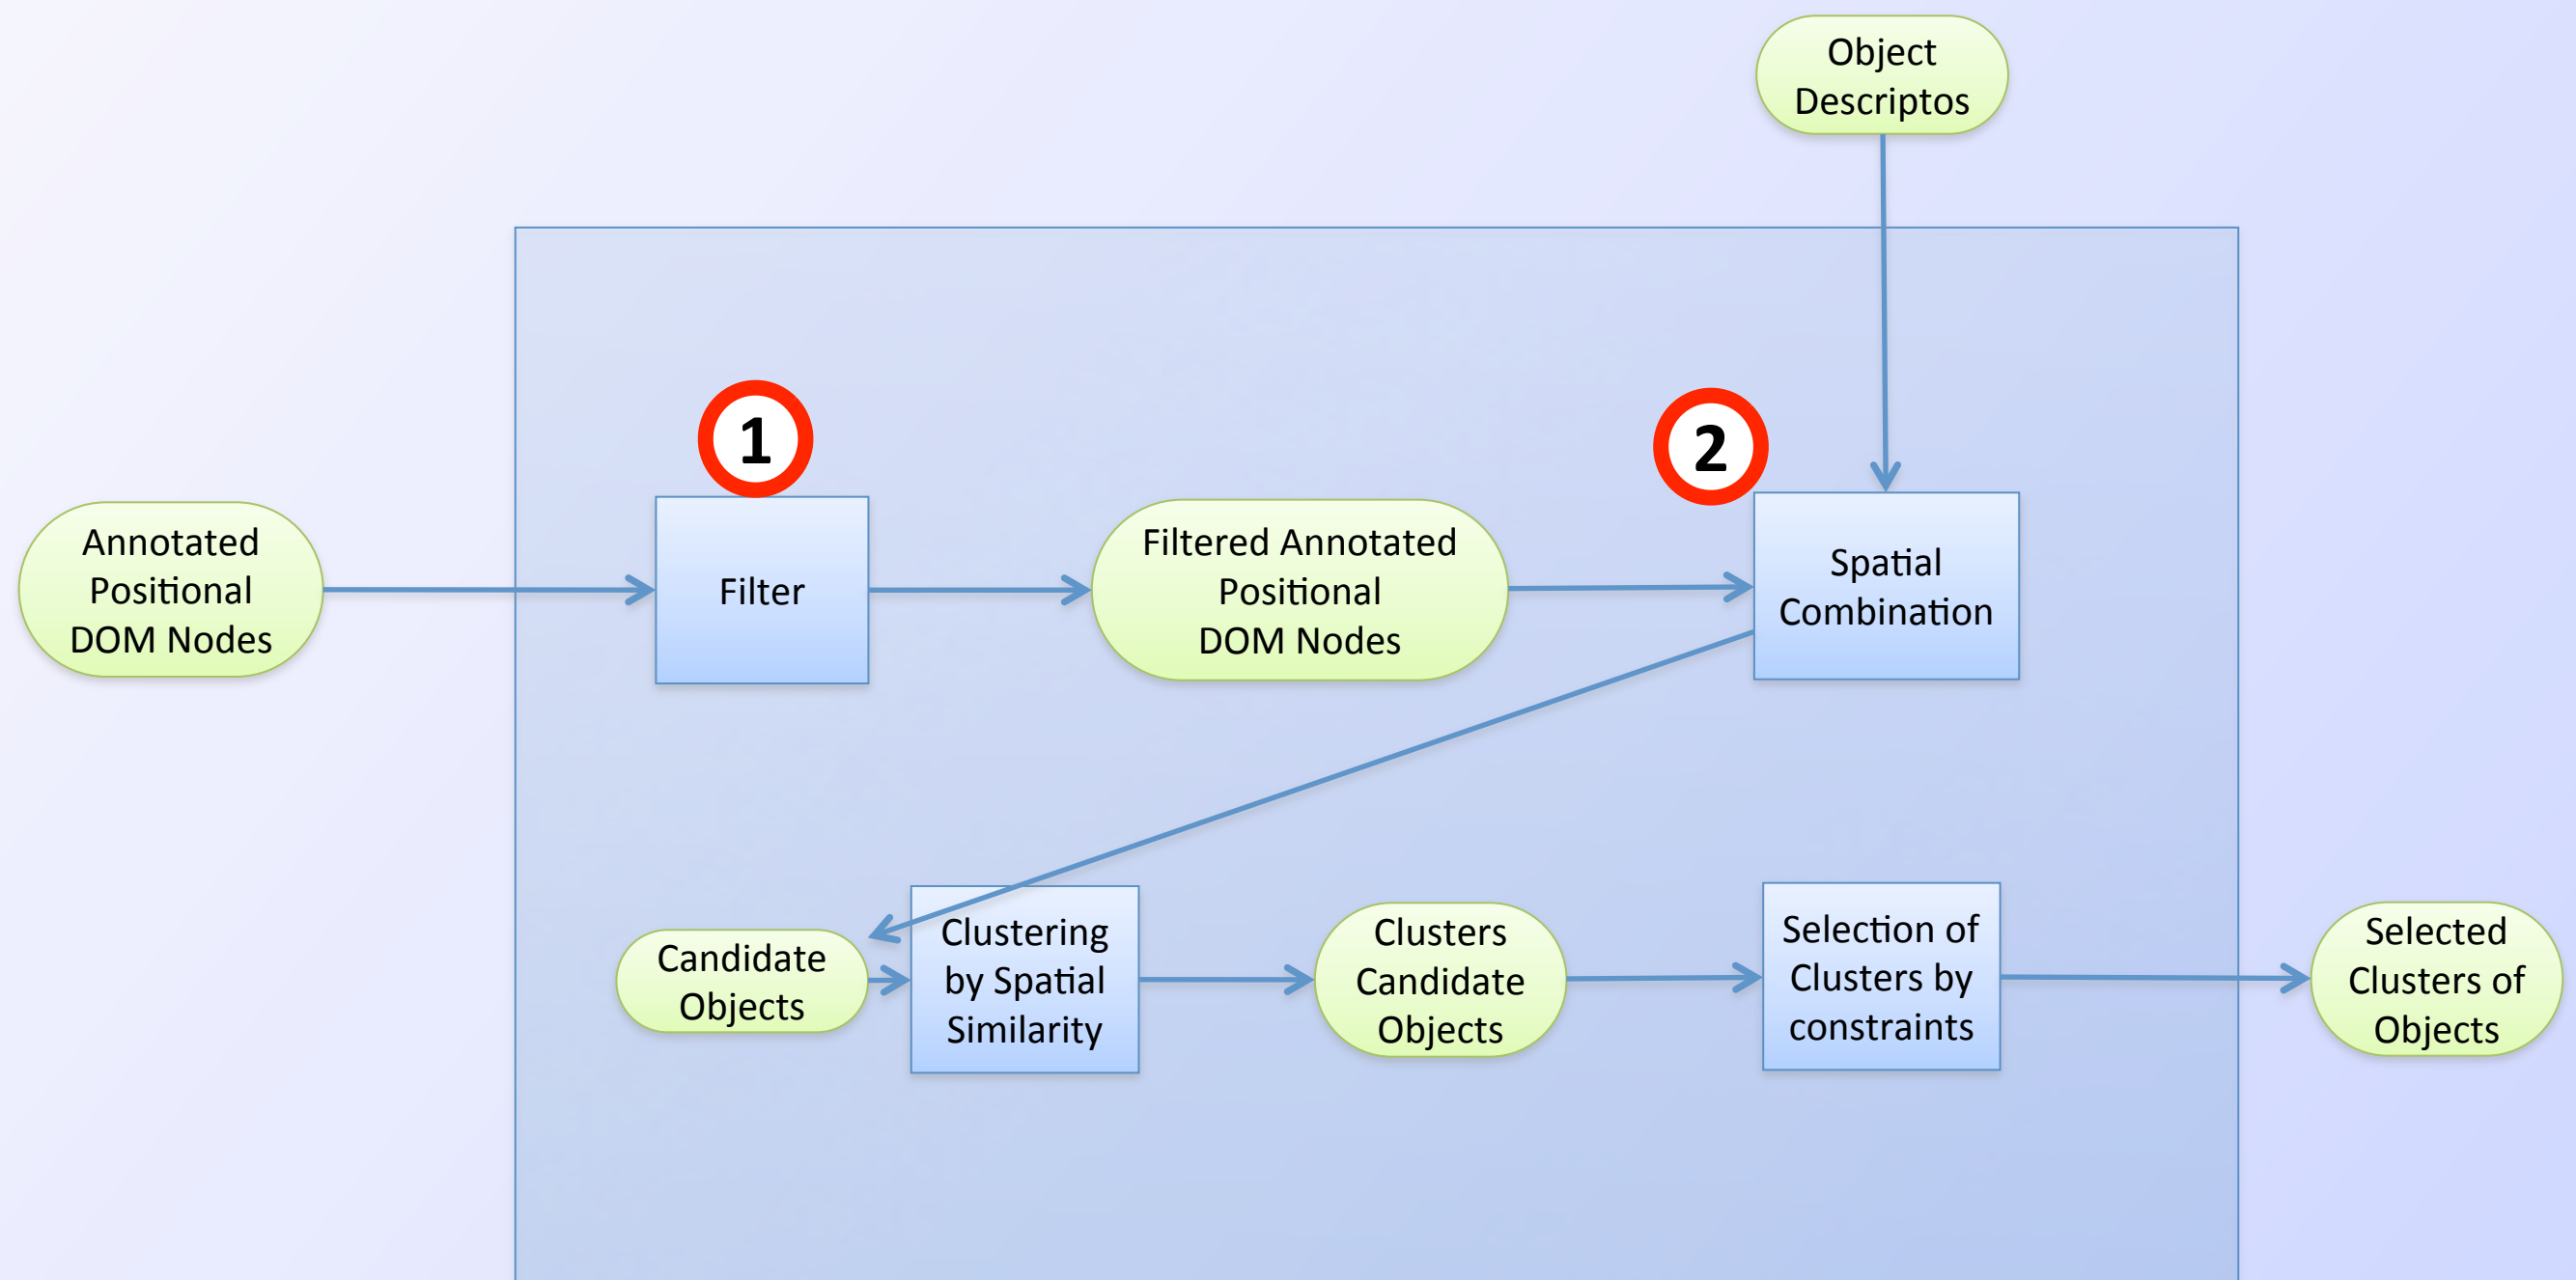 Object
Descriptos
1
2
Annotated
Positional
DOM Nodes
Filter
Filtered Annotated
Positional
DOM Nodes
Spatial
Combination
Candidate
Objects
Clustering
by Spatial
Similarity
Clusters
Candidate
Objects
Selection of
Clusters by
constraints
Selected
Clusters of
Objects